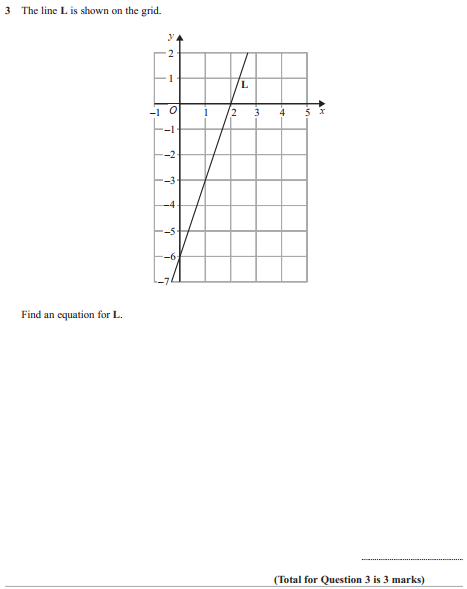 3 The line L is shown on the grid.
y
2
1
L
–1 O 1 2 3 4 5 x
–1
–2
–3
–4
–5
–6
–7
Find an equation for L.
(Total for Question 3 is 3 marks)